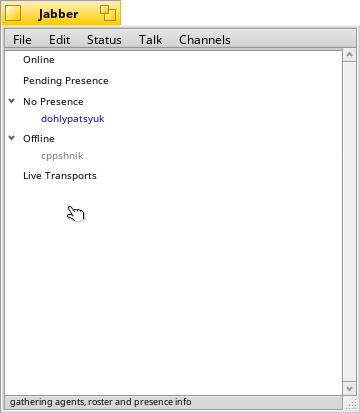 Jabber
File Edit Status Talk Channels
Online
Pending Presence
No Presence
dohlypatsyuk
Offline
cppshnik
Live Transports
gathering agents, roster and presence info